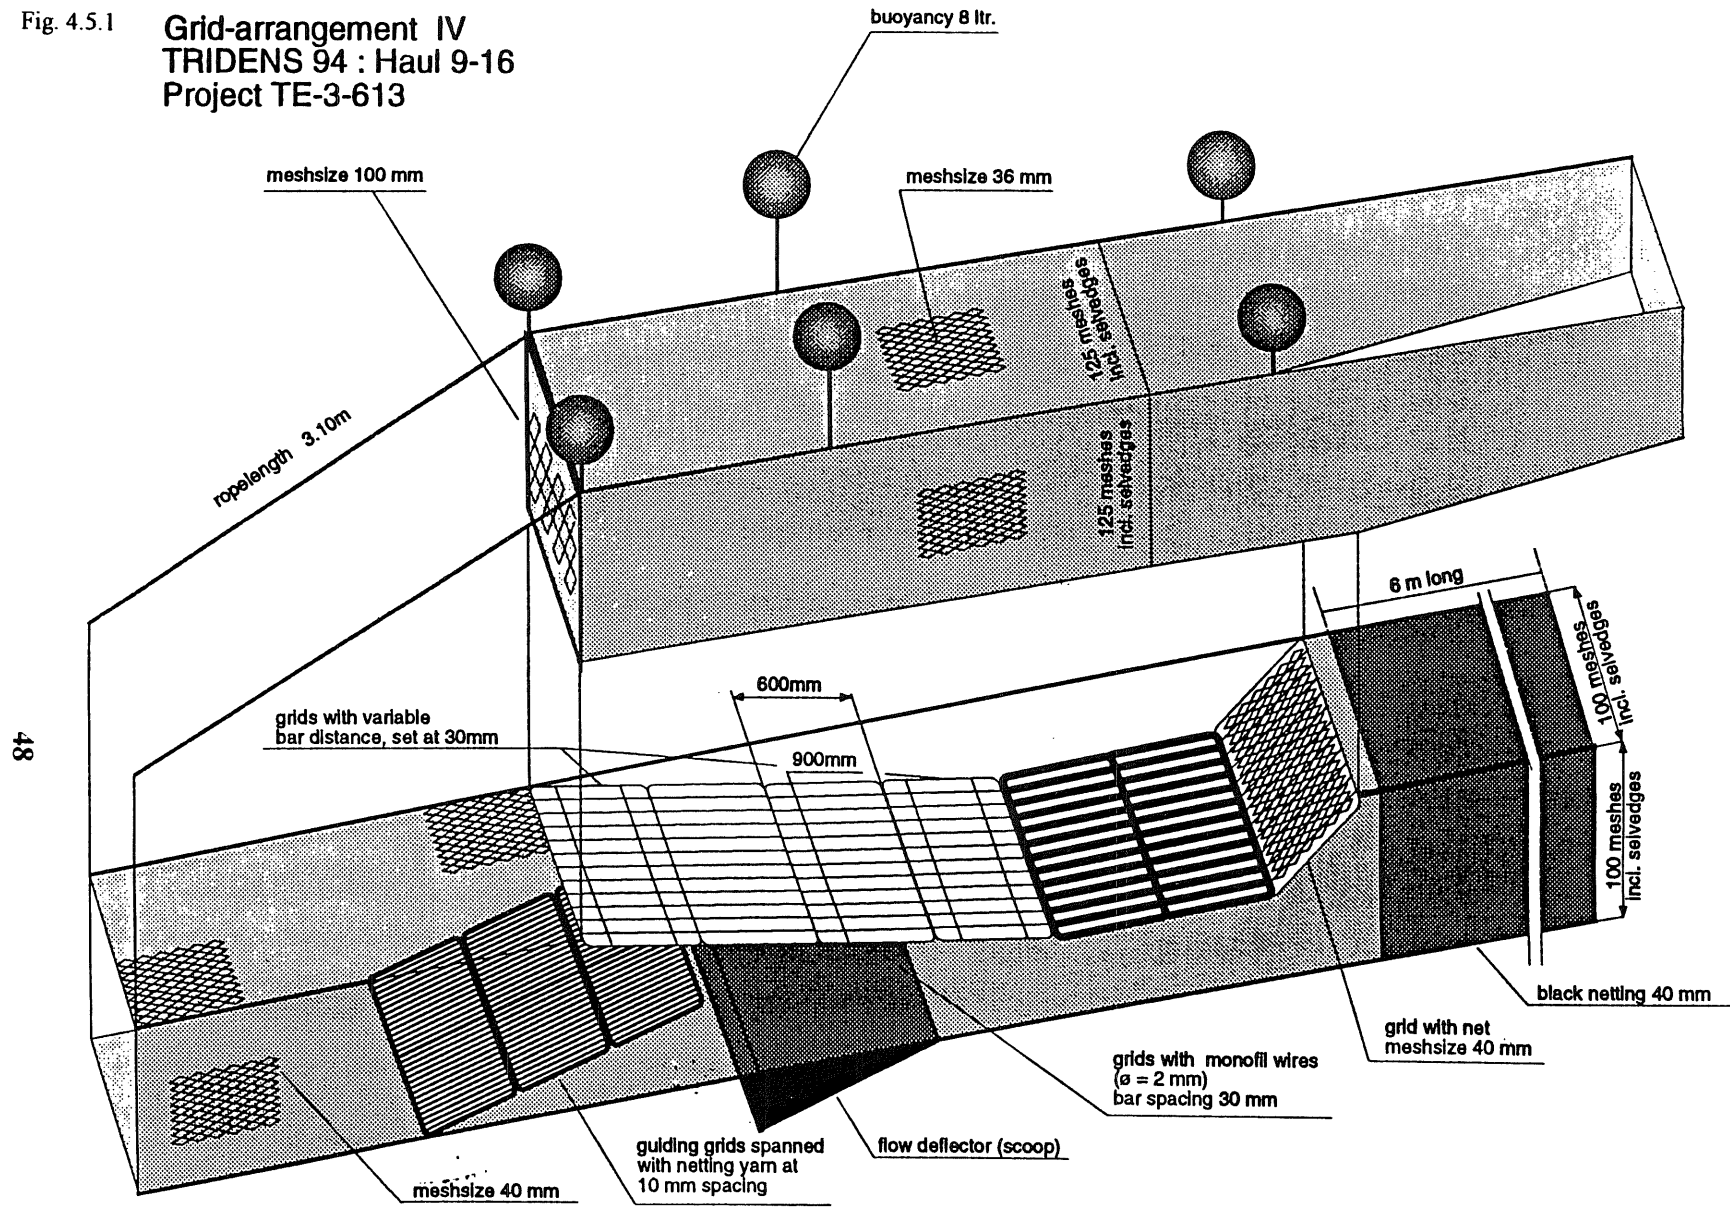 Fig. 4.5.1
Grid-arrangement IV
TRIDENS 94 : Haul 9-16
Project TE-3-613
buoyancy 8 ltr.
meshsize 100 mm
meshsize 36 mm
125 meshes
incl. selvedges
125 meshes
incl. selvedges
ropelength 3.10m
6 m long
100 meshes
incl. selvedges
100 meshes
incl. selvedges
600mm
grids with variable
bar distance, set at 30mm
900mm
48
black netting 40 mm
grid with net
meshsize 40 mm
grids with monofil wires
(ø = 2 mm)
bar spacing 30 mm
flow deflector (scoop)
guiding grids spanned
with netting yarn at
10 mm spacing
meshsize 40 mm